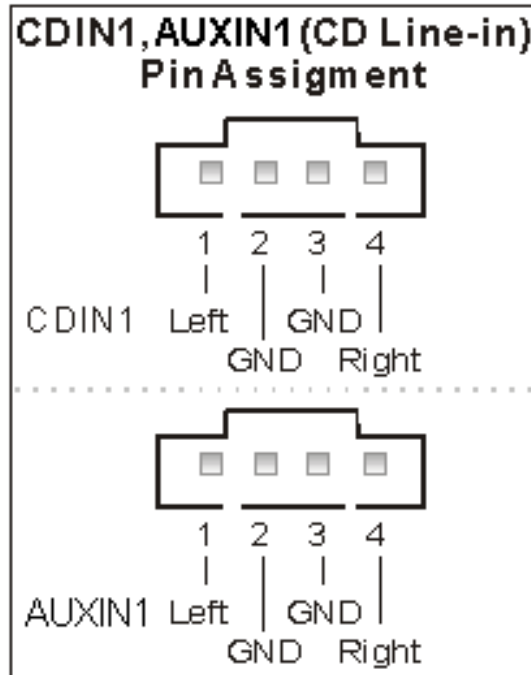 CDIN1, AUXIN1 (CD Line-in)
Pin Assigment
1 2 3 4
CDIN1 Left GND
GND Right
1 2 3 4
AUXIN1 Left GND
GND Right